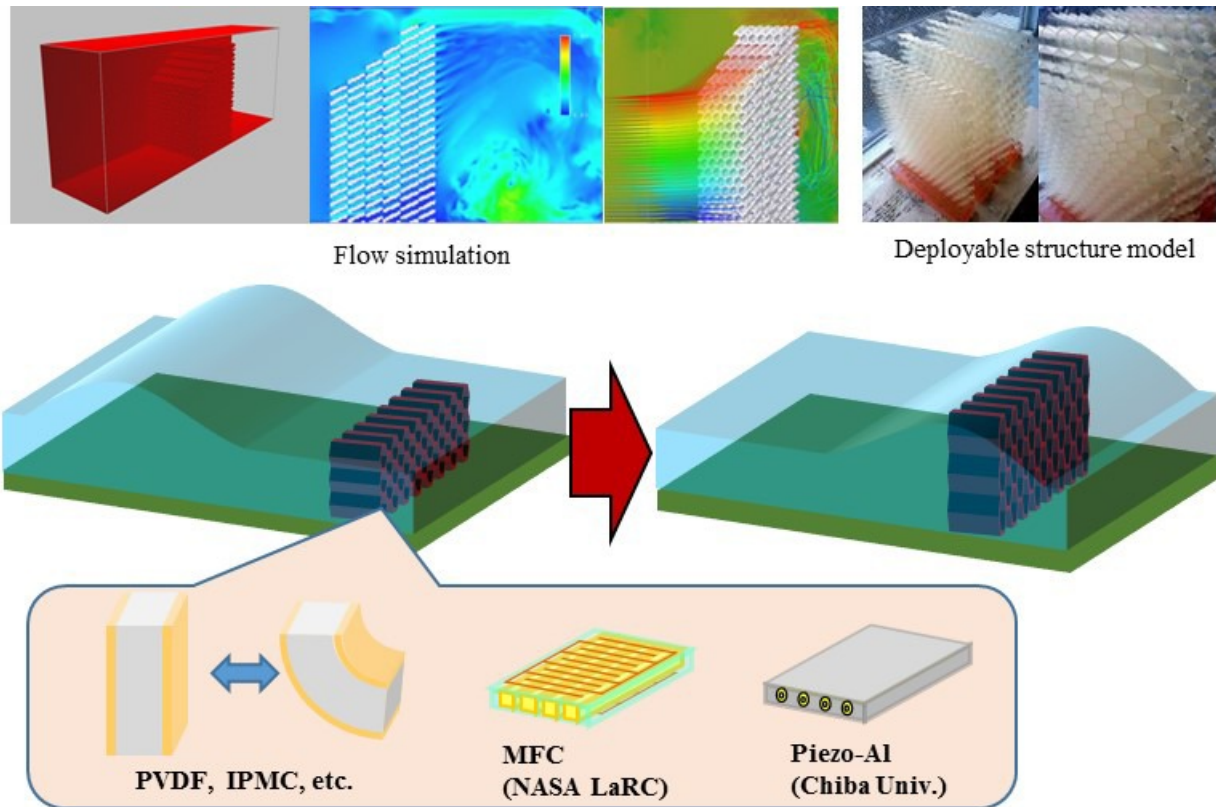 Flow simulation
Deployable structure model
PVDF, IPMC, etc.
MFC
(NASA LaRC)
Piezo-Al
(Chiba Univ.)